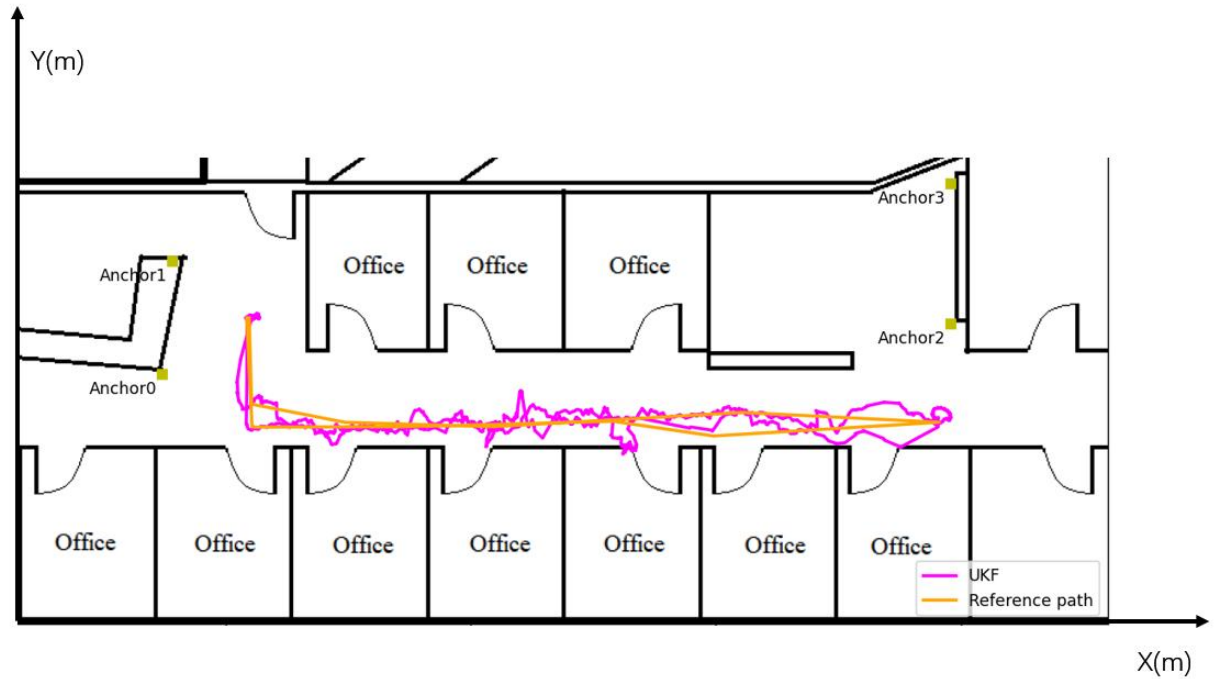 Y(m)
Anchor3
Office Office Office
Anchor1
Anchor2
Anchor0
Office Office Office Office Office Office Office
UKF
Reference path
X(m)